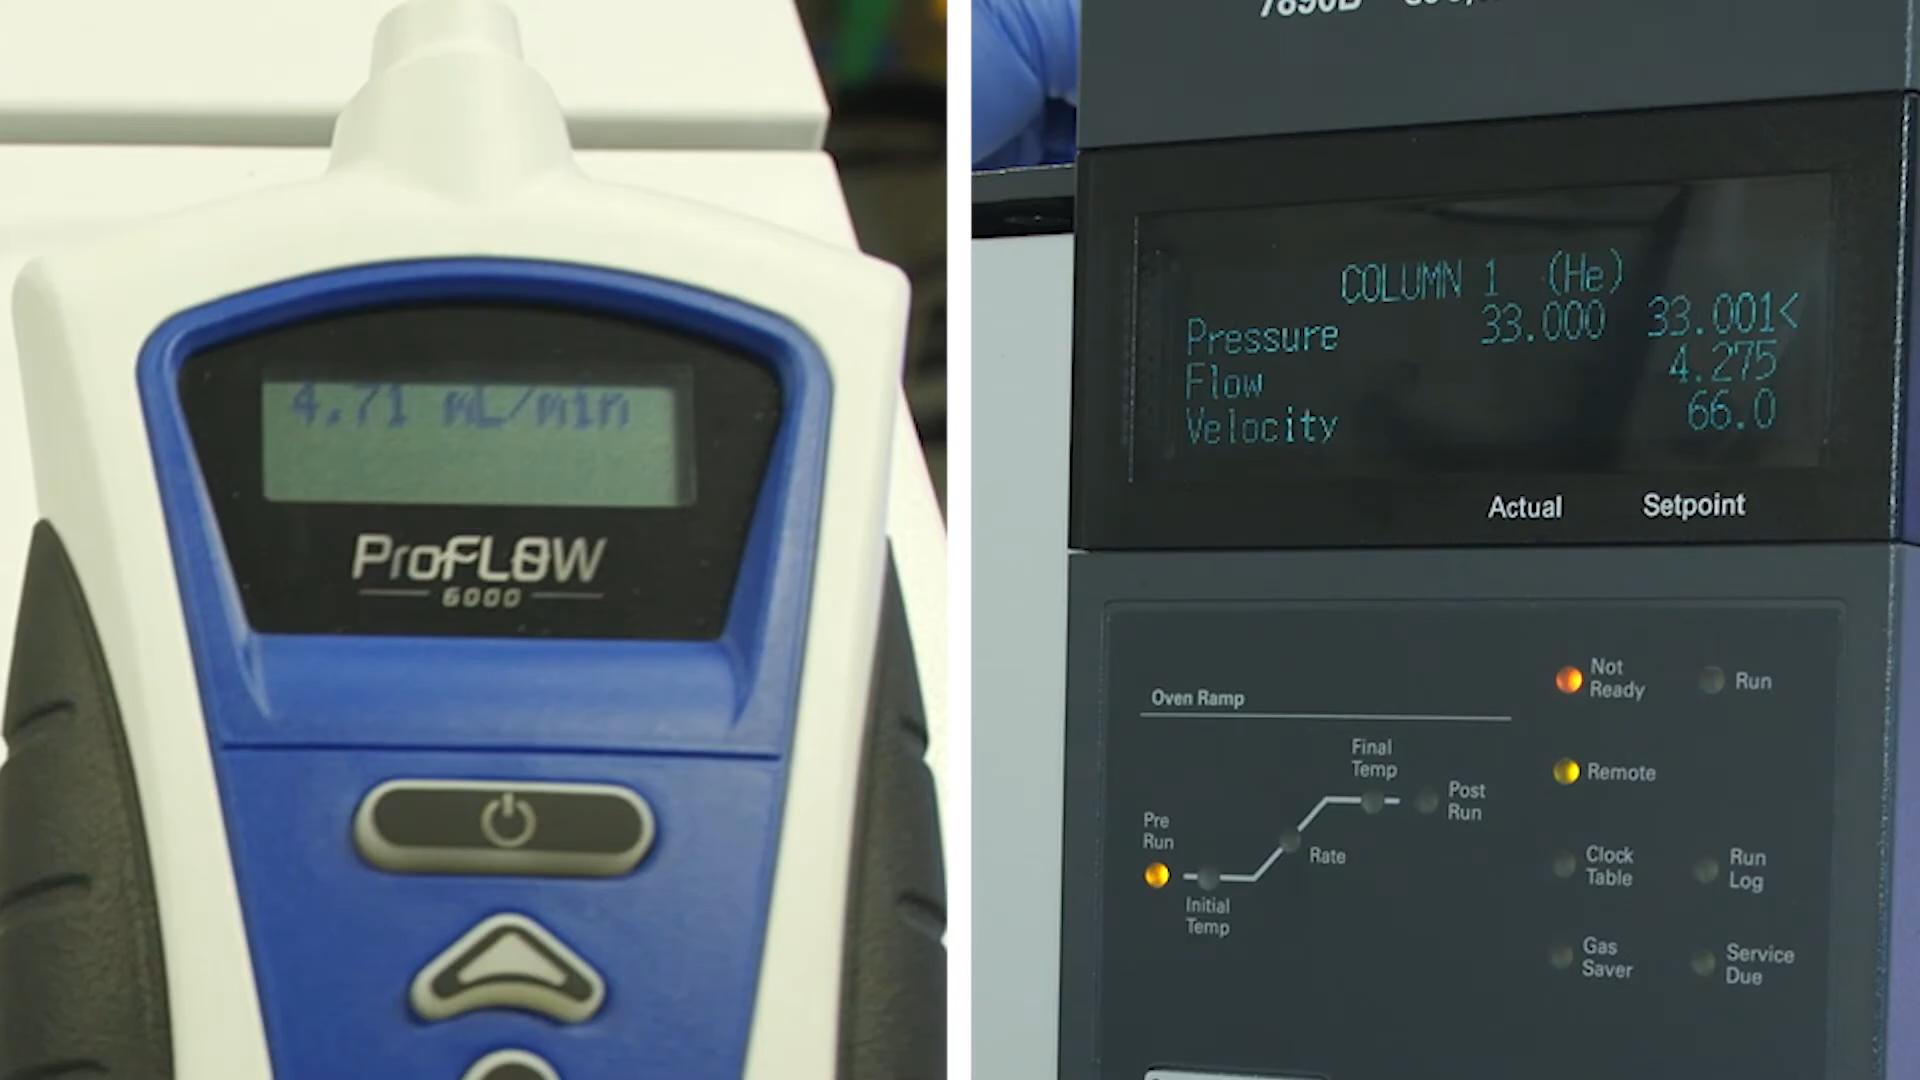 4.71 mL/min
ProFLOW
6000
7890B
COLUMN 1 (He)
Pressure 33.000 33.001<
Flow 4.275
Velocity 66.0
Actual Setpoint
Oven Ramp
Not Ready
Run
Remote
Final Temp
Post Run
Pre Run
Rate
Initial Temp
Clock Table
Run Log
Gas Saver
Service Due